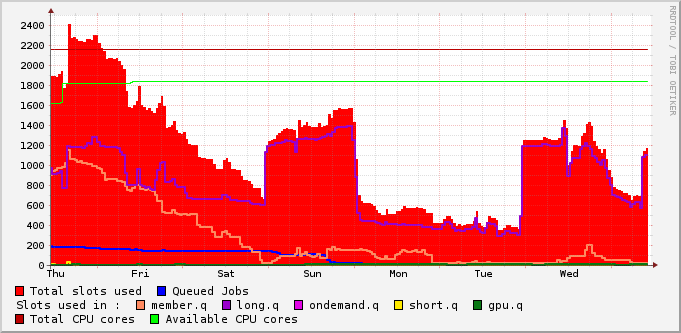 RRDTOOL / TOBI OETIKER
2400
2200
2000
1800
1600
1400
1200
1000
800
600
400
200
0
Thu Fri Sat Sun Mon Tue Wed
Total slots used Queued Jobs
Slots used in : member.q long.q ondemand.q short.q gpu.q
Total CPU cores Available CPU cores